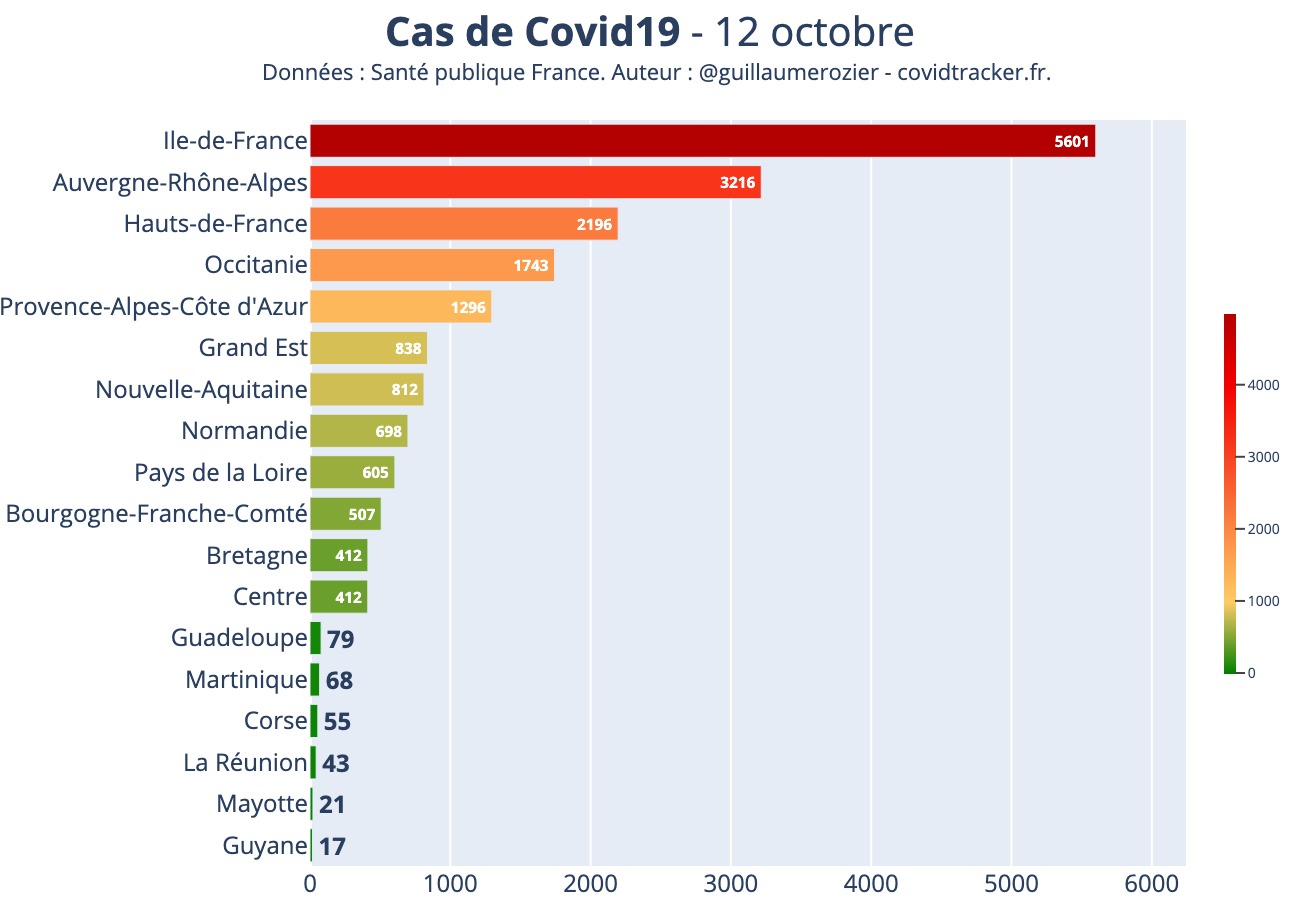 Cas de Covid19 - 12 octobre
Données : Santé publique France. Auteur : @guillaumerozier - covidtracker.fr.
Ile-de-France 5601
Auvergne-Rhône-Alpes 3216
Hauts-de-France 2196
Occitanie 1743
Provence-Alpes-Côte d'Azur 1296
Grand Est 838
Nouvelle-Aquitaine 812
Normandie 698
Pays de la Loire 605
Bourgogne-Franche-Comté 507
Bretagne 412
Centre 412
Guadeloupe 79
Martinique 68
Corse 55
La Réunion 43
Mayotte 21
Guyane 17
0 1000 2000 3000 4000 5000 6000
4000
3000
2000
1000
0